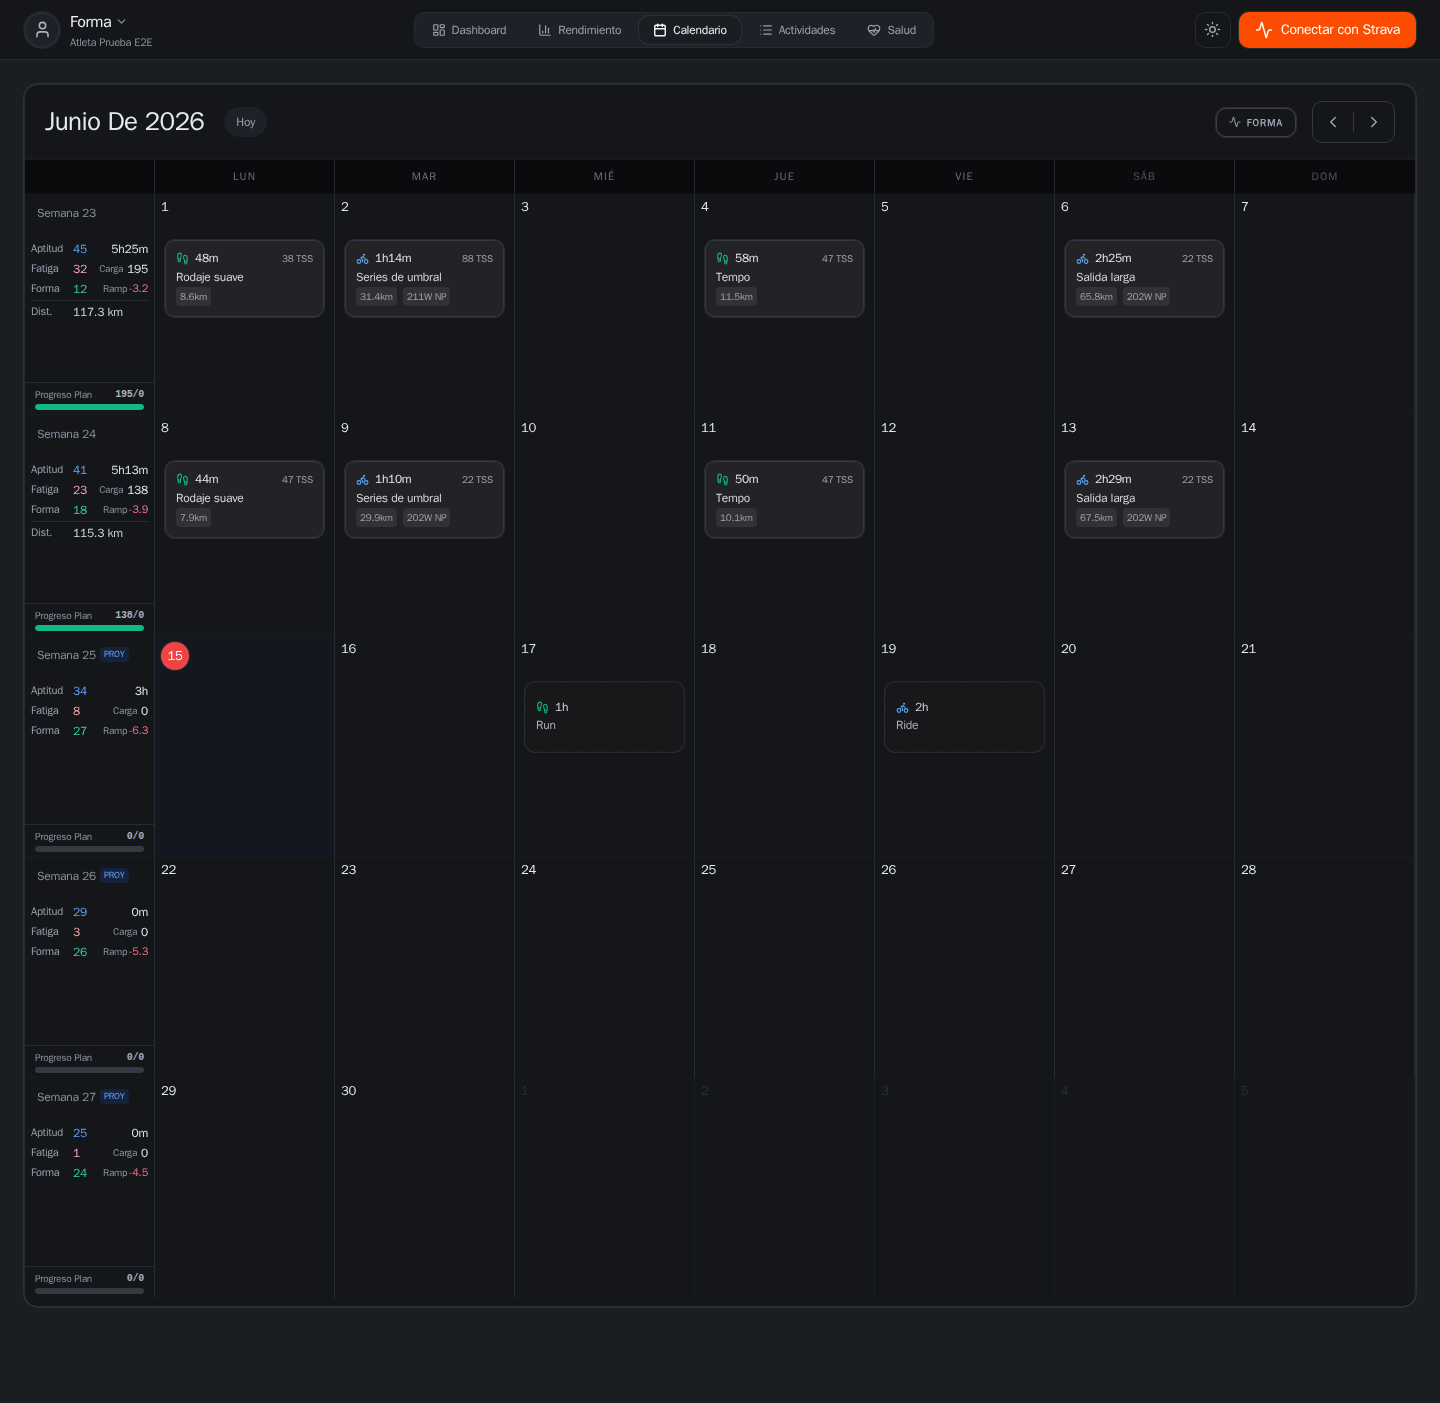 Forma
Atleta Prueba E2E
Dashboard
Rendimiento
Calendario
Actividades
Salud
Conectar con Strava
Junio De 2026
Hoy
FORMA
LUN MAR MIÉ JUE VIE SÁB DOM
Semana 23
Aptitud 45 5h25m
Fatiga 32 Carga 195
Forma 12 Ramp -3.2
Dist. 117.3 km
Progreso Plan 195/0
1
48m 38 TSS
Rodaje suave
8.6km
2
1h14m 88 TSS
Series de umbral
31.4km 211W NP
3
4
58m 47 TSS
Tempo
11.5km
5
6
2h25m 22 TSS
Salida larga
65.8km 202W NP
7
Semana 24
Aptitud 41 5h13m
Fatiga 23 Carga 138
Forma 18 Ramp -3.9
Dist. 115.3 km
Progreso Plan 138/0
8
44m 47 TSS
Rodaje suave
7.9km
9
1h10m 22 TSS
Series de umbral
29.9km 202W NP
10
11
50m 47 TSS
Tempo
10.1km
12
13
2h29m 22 TSS
Salida larga
67.5km 202W NP
14
Semana 25 PROY
Aptitud 34 3h
Fatiga 8 Carga 0
Forma 27 Ramp -6.3
Progreso Plan 0/0
15
16
17
1h
Run
18
19
2h
Ride
20
21
Semana 26 PROY
Aptitud 29 0m
Fatiga 3 Carga 0
Forma 26 Ramp -5.3
Progreso Plan 0/0
22
23
24
25
26
27
28
Semana 27 PROY
Aptitud 25 0m
Fatiga 1 Carga 0
Forma 24 Ramp -4.5
Progreso Plan 0/0
29
30
1
2
3
4
5